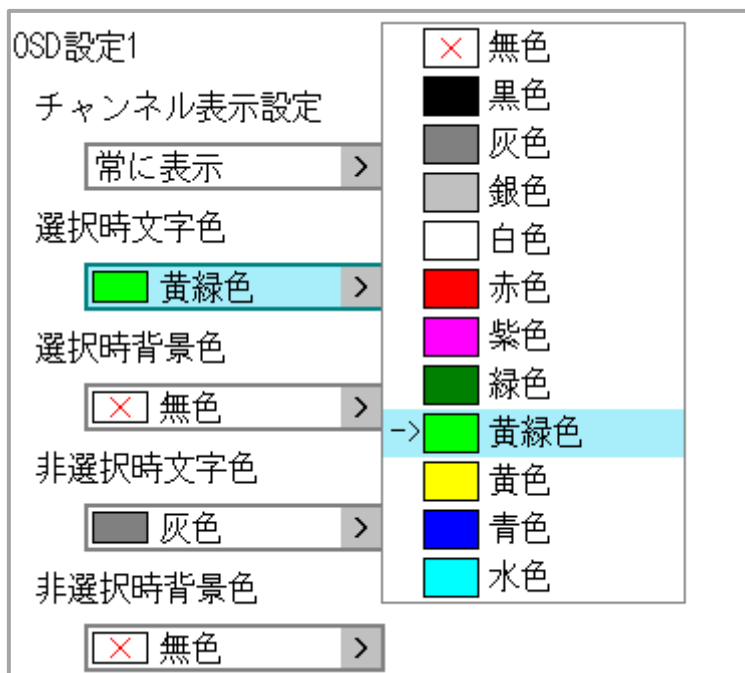 OSD設定1
チャンネル表示設定
常に表示 >
選択時文字色
黄緑色 >
選択時背景色
無色 >
非選択時文字色
灰色 >
非選択時背景色
無色 >
無色
黒色
灰色
銀色
白色
赤色
紫色
緑色
->黄緑色
黄色
青色
水色